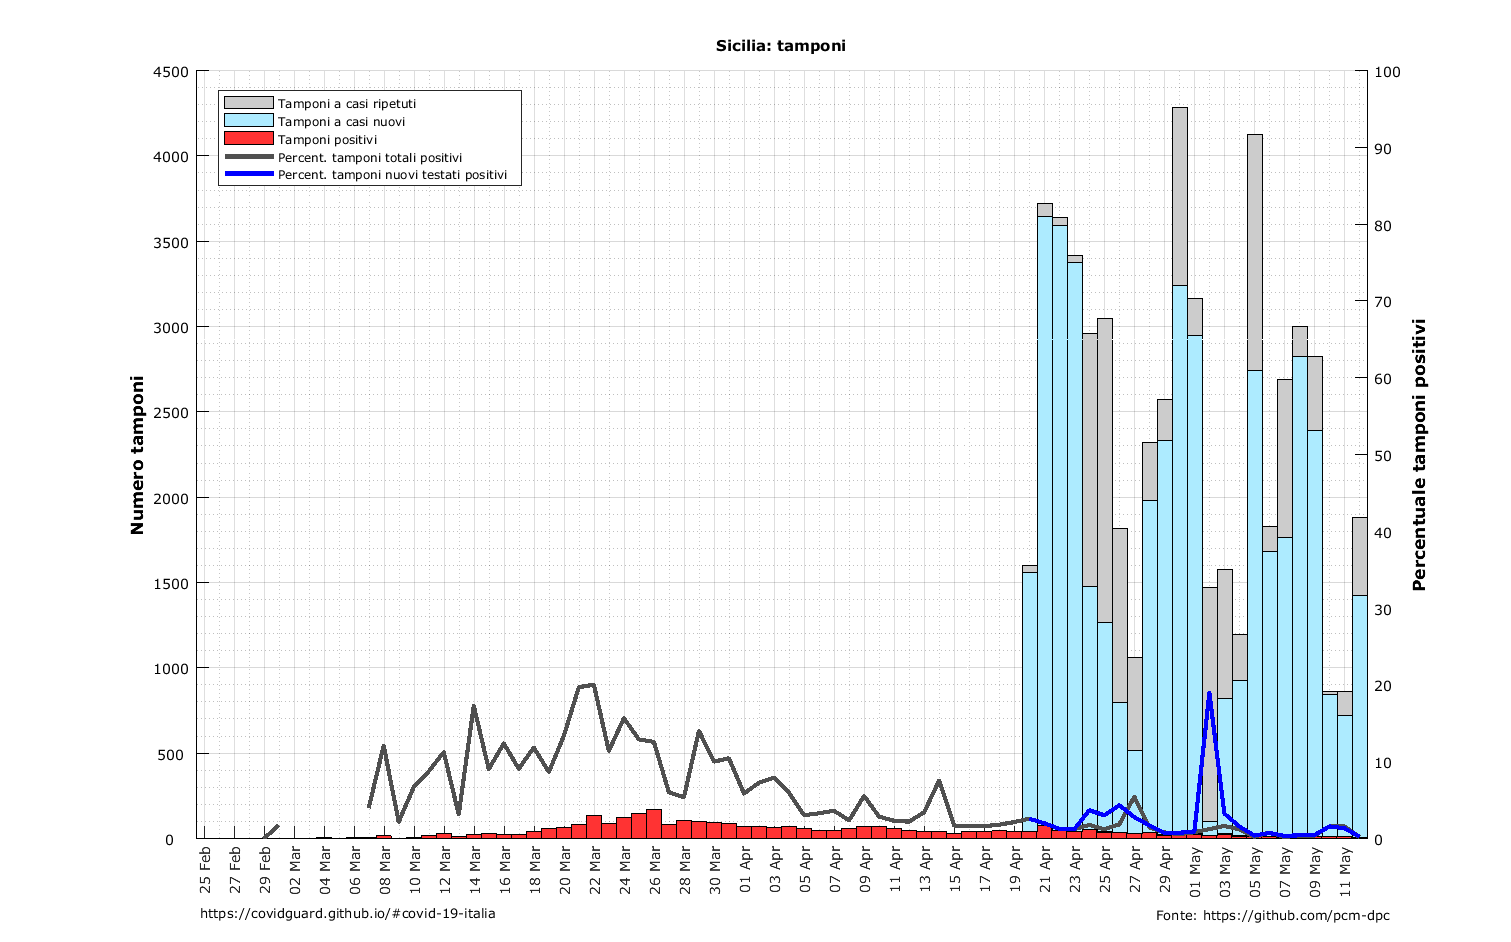 Sicilia: tamponi
4500
4000
3500
3000
2500
2000
1500
1000
500
0
Numero tamponi
Tamponi a casi ripetuti
Tamponi a casi nuovi
Tamponi positivi
Percent. tamponi totali positivi
Percent. tamponi nuovi testati positivi
100
90
80
70
60
50
40
30
20
10
0
Percentuale tamponi positivi
25 Feb
27 Feb
29 Feb
02 Mar
04 Mar
06 Mar
08 Mar
10 Mar
12 Mar
14 Mar
16 Mar
18 Mar
20 Mar
22 Mar
24 Mar
26 Mar
28 Mar
30 Mar
01 Apr
03 Apr
05 Apr
07 Apr
09 Apr
11 Apr
13 Apr
15 Apr
17 Apr
19 Apr
21 Apr
23 Apr
25 Apr
27 Apr
29 Apr
01 May
03 May
05 May
07 May
09 May
11 May
https://covidguard.github.io/#covid-19-italia
Fonte: https://github.com/pcm-dpc